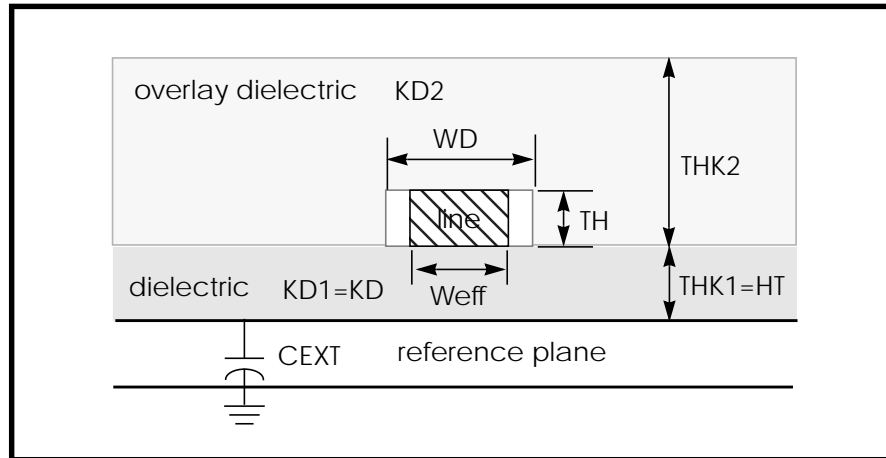 overlay dielectric KD2
WD
THK2
line
TH
dielectric KD1=KD
Weff
THK1=HT
CEXT
reference plane